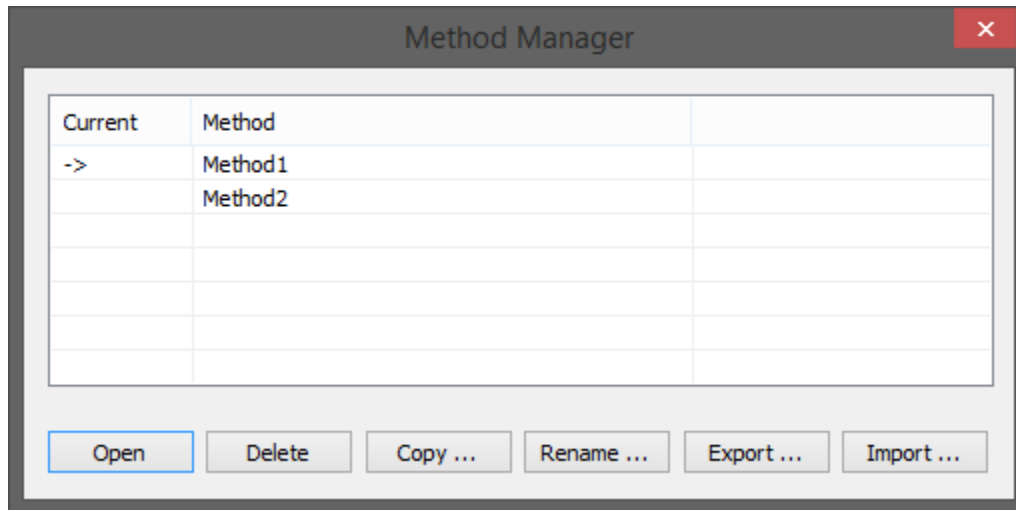 Method Manager
Current Method
-> Method1
Method2
Open Delete Copy ... Rename ... Export ... Import ...